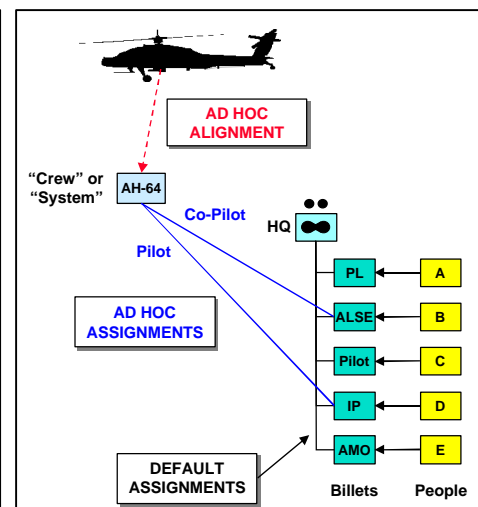 AD HOC
ALIGNMENT
“Crew” or
“System”
AH-64
Co-Pilot
HQ
Pilot
PL
A
AD HOC
ASSIGNMENTS
ALSE
B
Pilot
C
IP
D
AMO
E
DEFAULT
ASSIGNMENTS
Billets
People